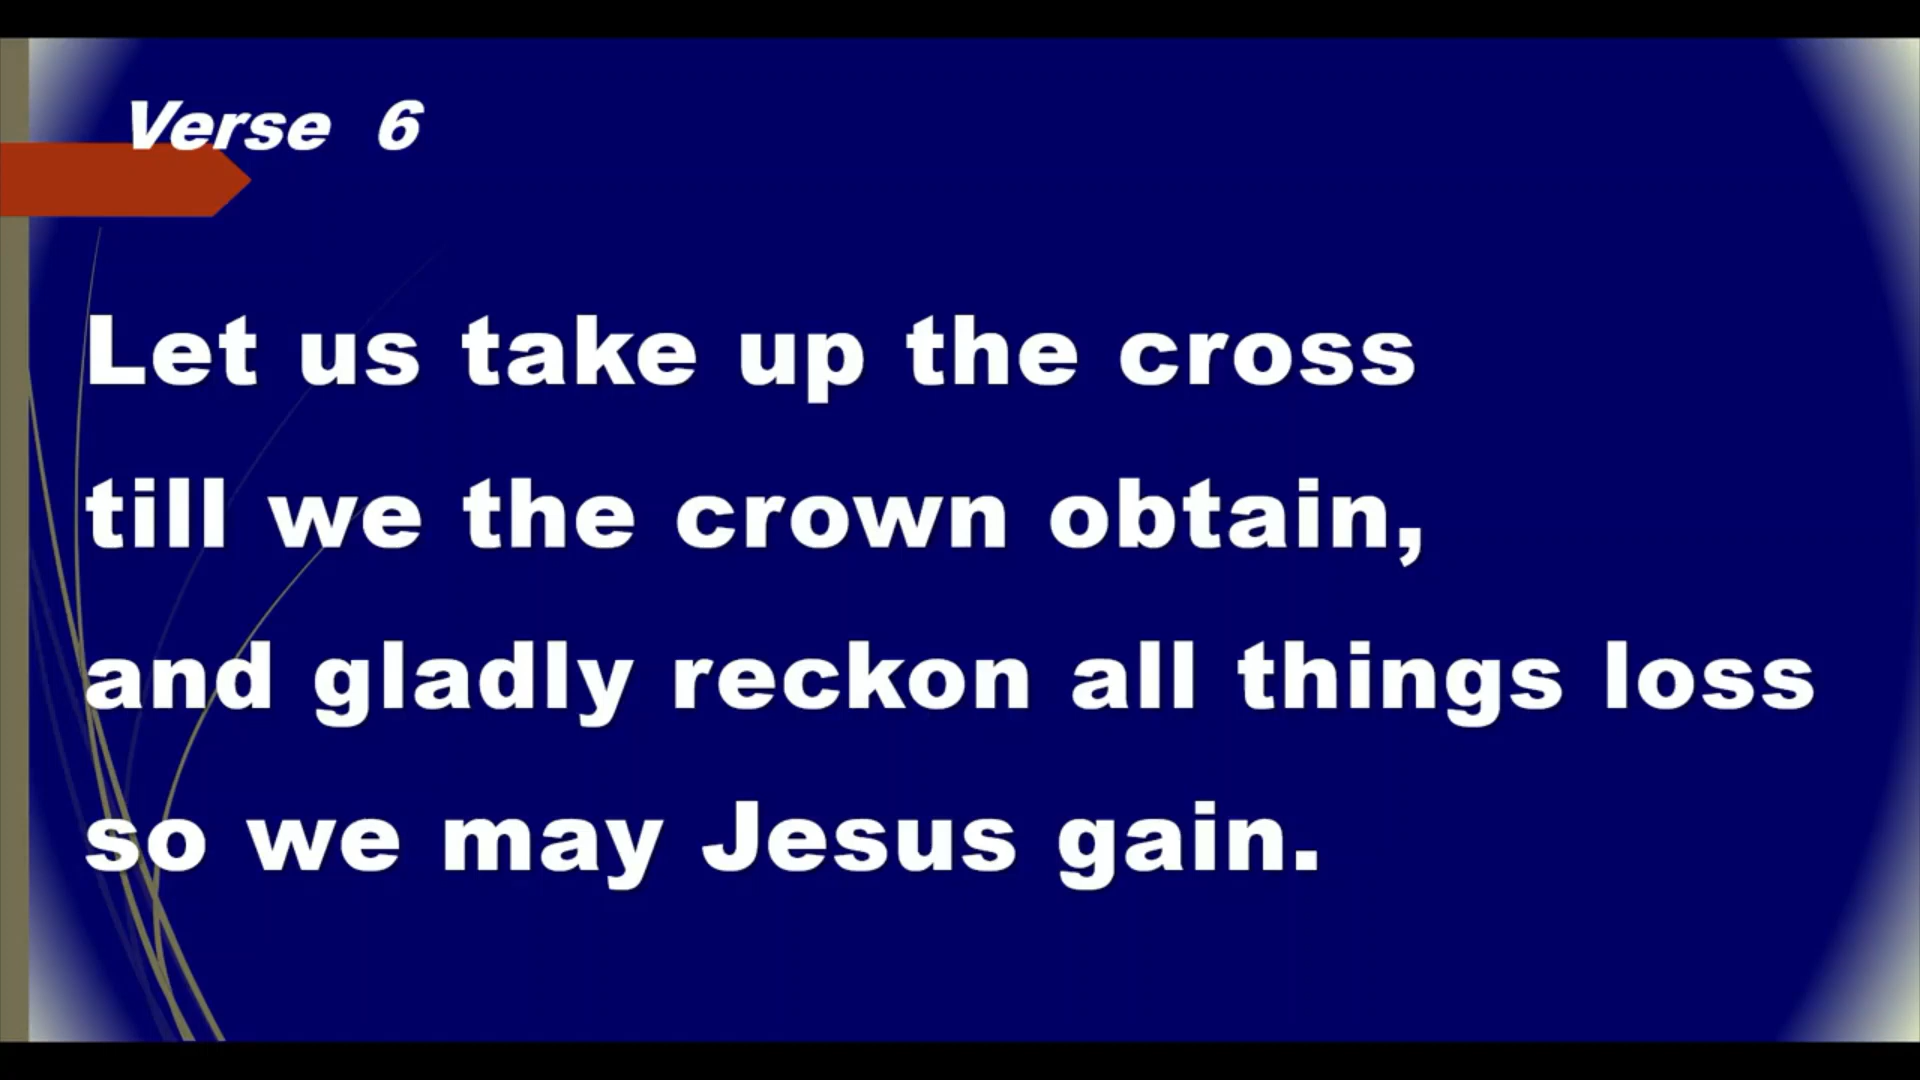 Verse 6
Let us take up the cross
till we the crown obtain,
and gladly reckon all things loss
so we may Jesus gain.